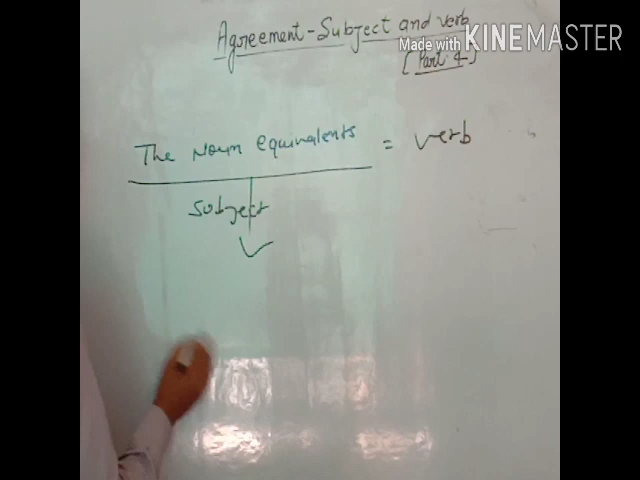 Agreement-Subject and verb
Made with KINEMASTER
[Part 4]
The Noun equivalents = verb
Subject